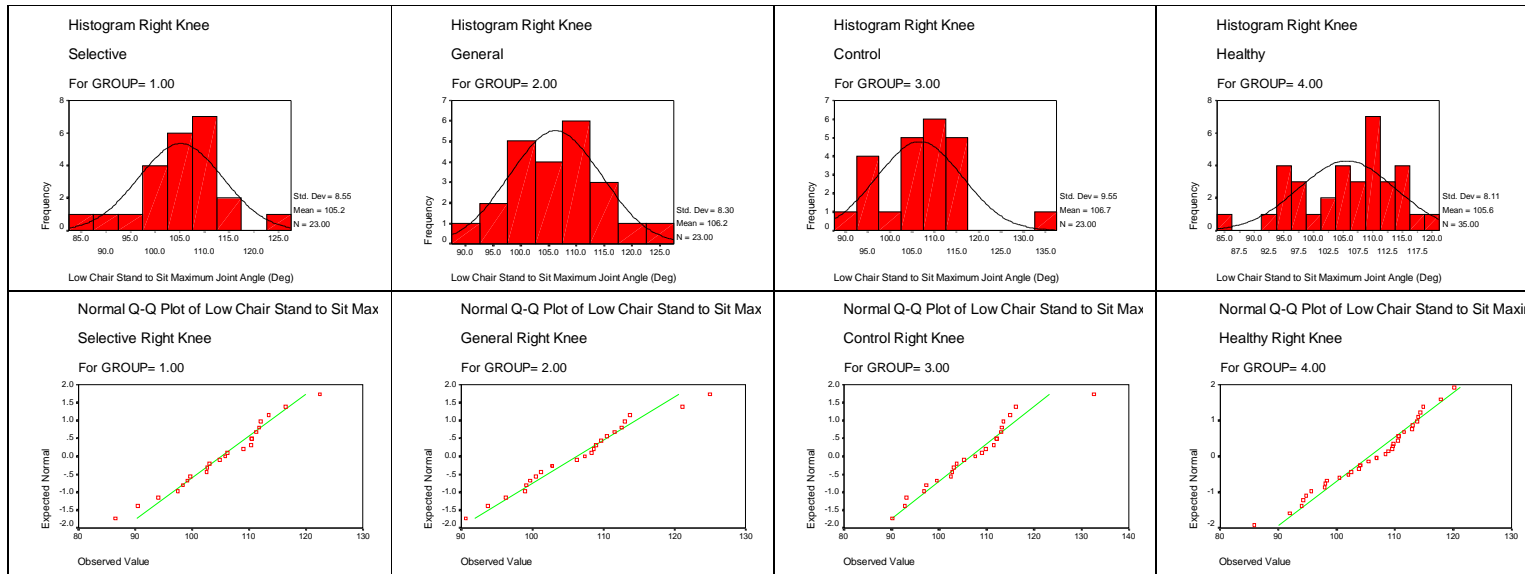 Histogram Right Knee
Selective
For GROUP= 1.00
8
6
4
2
0
Frequency
85.0
90.0
95.0
100.0
105.0
110.0
115.0
120.0
125.0
Std. Dev = 8.55
Mean = 105.2
N = 23.00
Low Chair Stand to Sit Maximum Joint Angle (Deg)
Histogram Right Knee
General
For GROUP= 2.00
7
6
5
4
3
2
1
0
Frequency
90.0
95.0
100.0
105.0
110.0
115.0
120.0
125.0
Std. Dev = 8.30
Mean = 106.2
N = 23.00
Low Chair Stand to Sit Maximum Joint Angle (Deg)
Histogram Right Knee
Control
For GROUP= 3.00
7
6
5
4
3
2
1
0
Frequency
90.0
95.0
100.0
105.0
110.0
115.0
120.0
125.0
130.0
135.0
Std. Dev = 9.55
Mean = 106.7
N = 23.00
Low Chair Stand to Sit Maximum Joint Angle (Deg)
Histogram Right Knee
Healthy
For GROUP= 4.00
8
6
4
2
0
Frequency
85.0
87.5
92.5
95.0
97.5
100.0
102.5
105.0
107.5
110.0
112.5
115.0
117.5
120.0
Std. Dev = 8.11
Mean = 105.6
N = 35.00
Low Chair Stand to Sit Maximum Joint Angle (Deg)
Normal Q-Q Plot of Low Chair Stand to Sit Max
Selective Right Knee
For GROUP= 1.00
2.0
1.5
1.0
.5
0.0
-.5
-1.0
-1.5
-2.0
Expected Normal
80
90
100
110
120
130
Observed Value
Normal Q-Q Plot of Low Chair Stand to Sit Max
General Right Knee
For GROUP= 2.00
2.0
1.5
1.0
.5
0.0
-.5
-1.0
-1.5
-2.0
Expected Normal
90
100
110
120
130
Observed Value
Normal Q-Q Plot of Low Chair Stand to Sit Max
Control Right Knee
For GROUP= 3.00
2.0
1.5
1.0
.5
0.0
-.5
-1.0
-1.5
-2.0
Expected Normal
80
90
100
110
120
130
140
Observed Value
Normal Q-Q Plot of Low Chair Stand to Sit Maxi
Healthy Right Knee
For GROUP= 4.00
2
1
0
-1
-2
Expected Normal
80
90
100
110
120
130
Observed Value